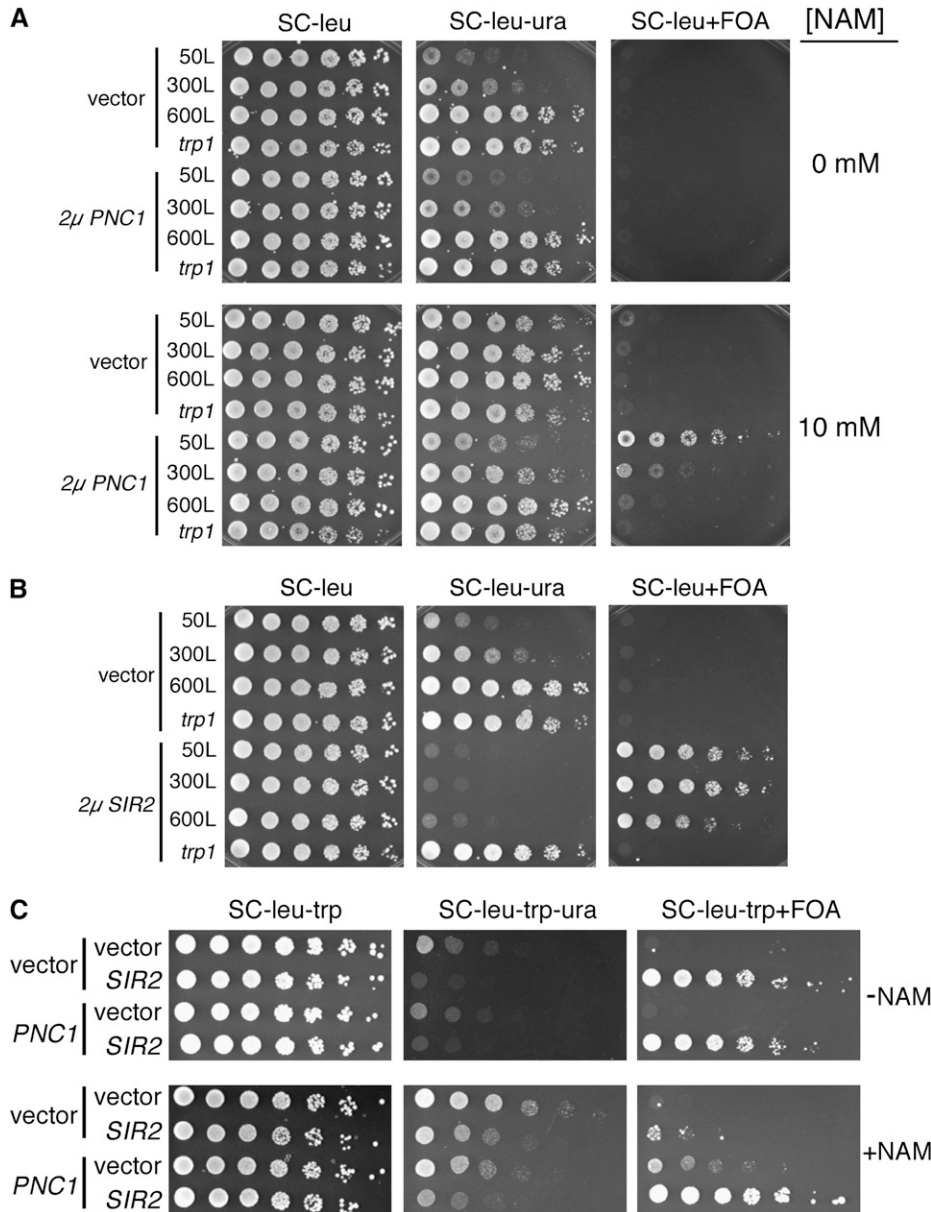 A
SC-leu
SC-leu-ura
SC-leu+FOA
[NAM]
vector
50L
300L
600L
trp1
2µ PNC1
50L
300L
600L
trp1
0 mM
vector
50L
300L
600L
trp1
2µ PNC1
50L
300L
600L
trp1
10 mM
B
SC-leu
SC-leu-ura
SC-leu+FOA
vector
50L
300L
600L
trp1
2µ SIR2
50L
300L
600L
trp1
C
SC-leu-trp
SC-leu-trp-ura
SC-leu-trp+FOA
vector
vector
SIR2
PNC1
vector
SIR2
-NAM
vector
vector
SIR2
PNC1
vector
SIR2
+NAM